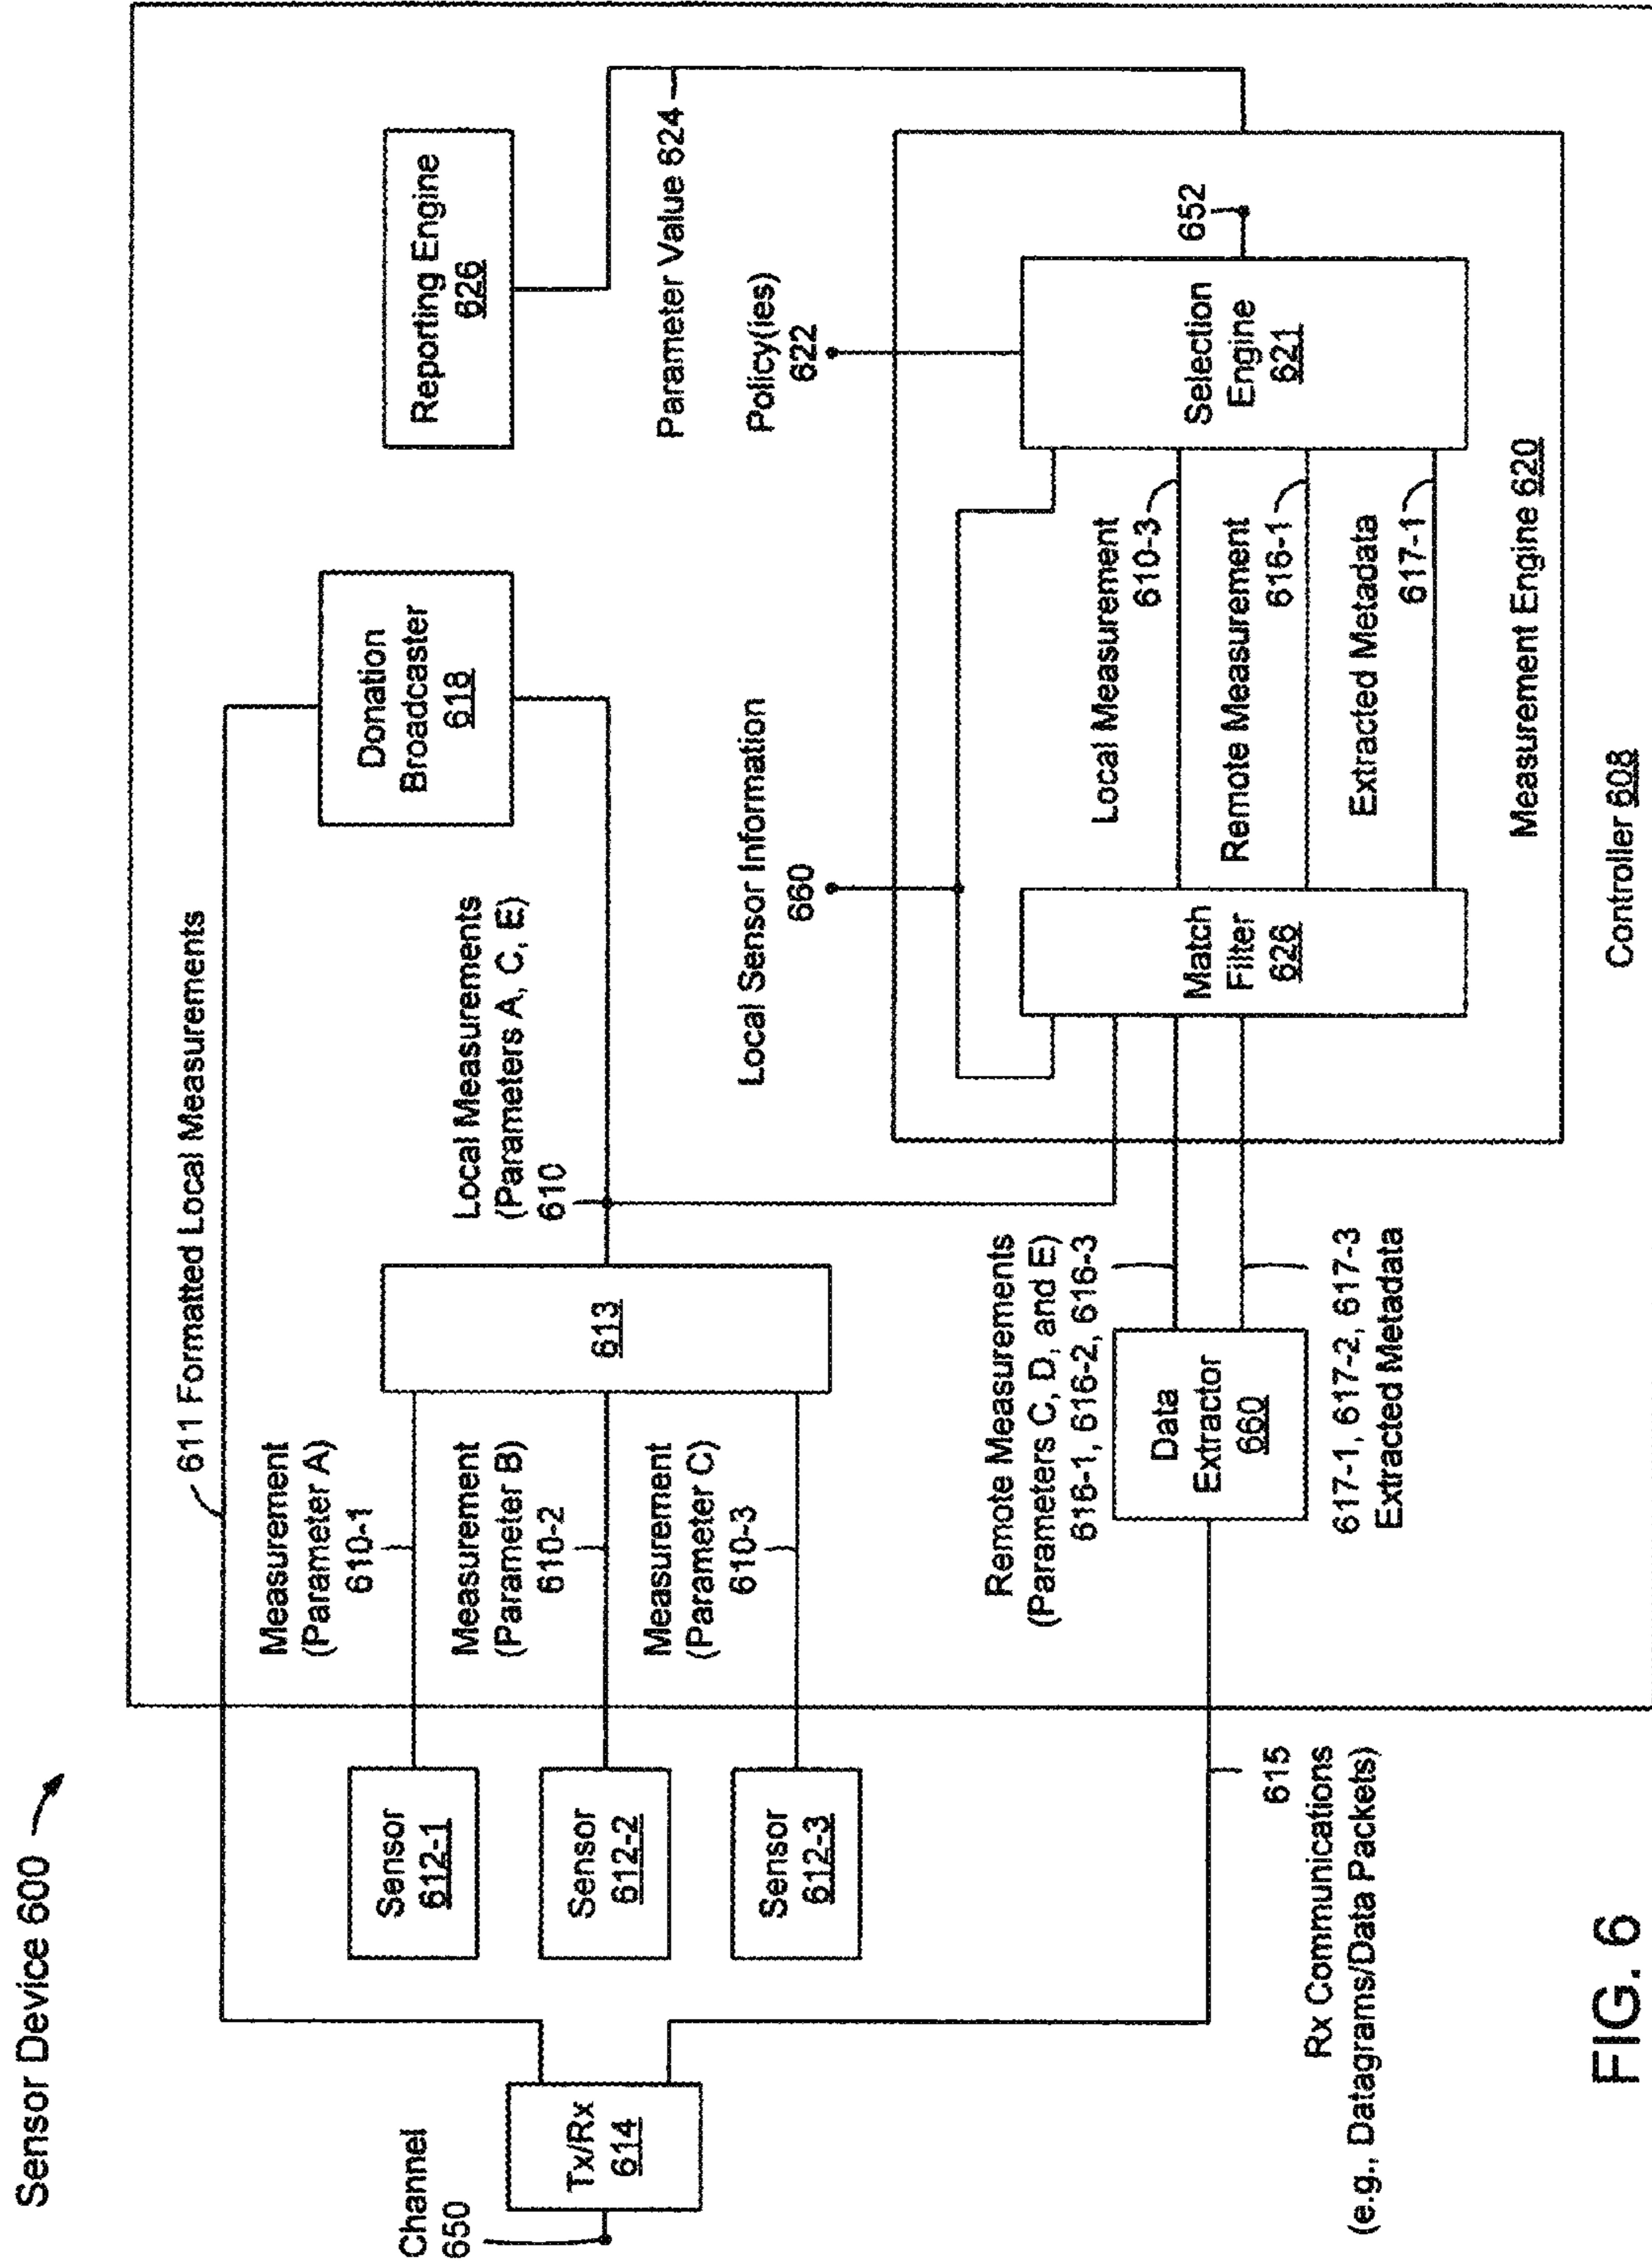 Sensor Device 600
Channel
650
Tx/Rx
614
Sensor
612-1
Sensor
612-2
Sensor
612-3
615
Rx Communications
(e.g., Datagrams/Data Packets)
611 Formatted Local Measurements
Measurement
(Parameter A)
610-1
Measurement
(Parameter B)
610-2
Measurement
(Parameter C)
610-3
613
Local Measurements
(Parameters A, C, E)
610
Donation
Broadcaster
618
Reporting Engine
626
Parameter Value 624
Remote Measurements
(Parameters C, D, and E)
616-1, 616-2, 616-3
Data
Extractor
660
617-1, 617-2, 617-3
Extracted Metadata
Local Sensor Information
660
Policy(ies)
622
Match
Filter
626
Local Measurement
610-3
Remote Measurement
616-1
Extracted Metadata
617-1
Selection
Engine
621
652
Measurement Engine 620
Controller 608
FIG. 6